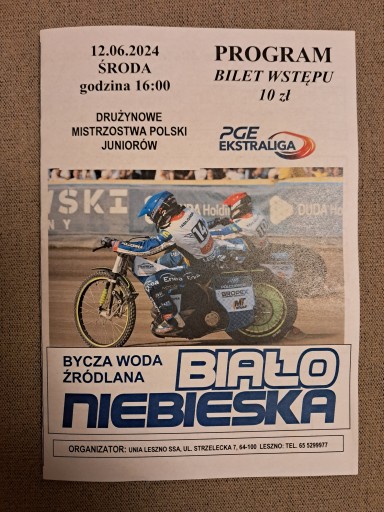 12.06.2024
ŚRODA
godzina 16:00
PROGRAM
BILET WSTĘPU
10 zł
DRUŻYNOWE
MISTRZOSTWA POLSKI
JUNIORÓW
PGE
EKSTRALIGA
BYCZA WODA
ŹRÓDLANA
BIAŁO
NIEBIESKA
ORGANIZATOR: UNIA LESZNO SSA, UL. STRZELECKA 7, 64-100 LESZNO: TEL. 65 5299977